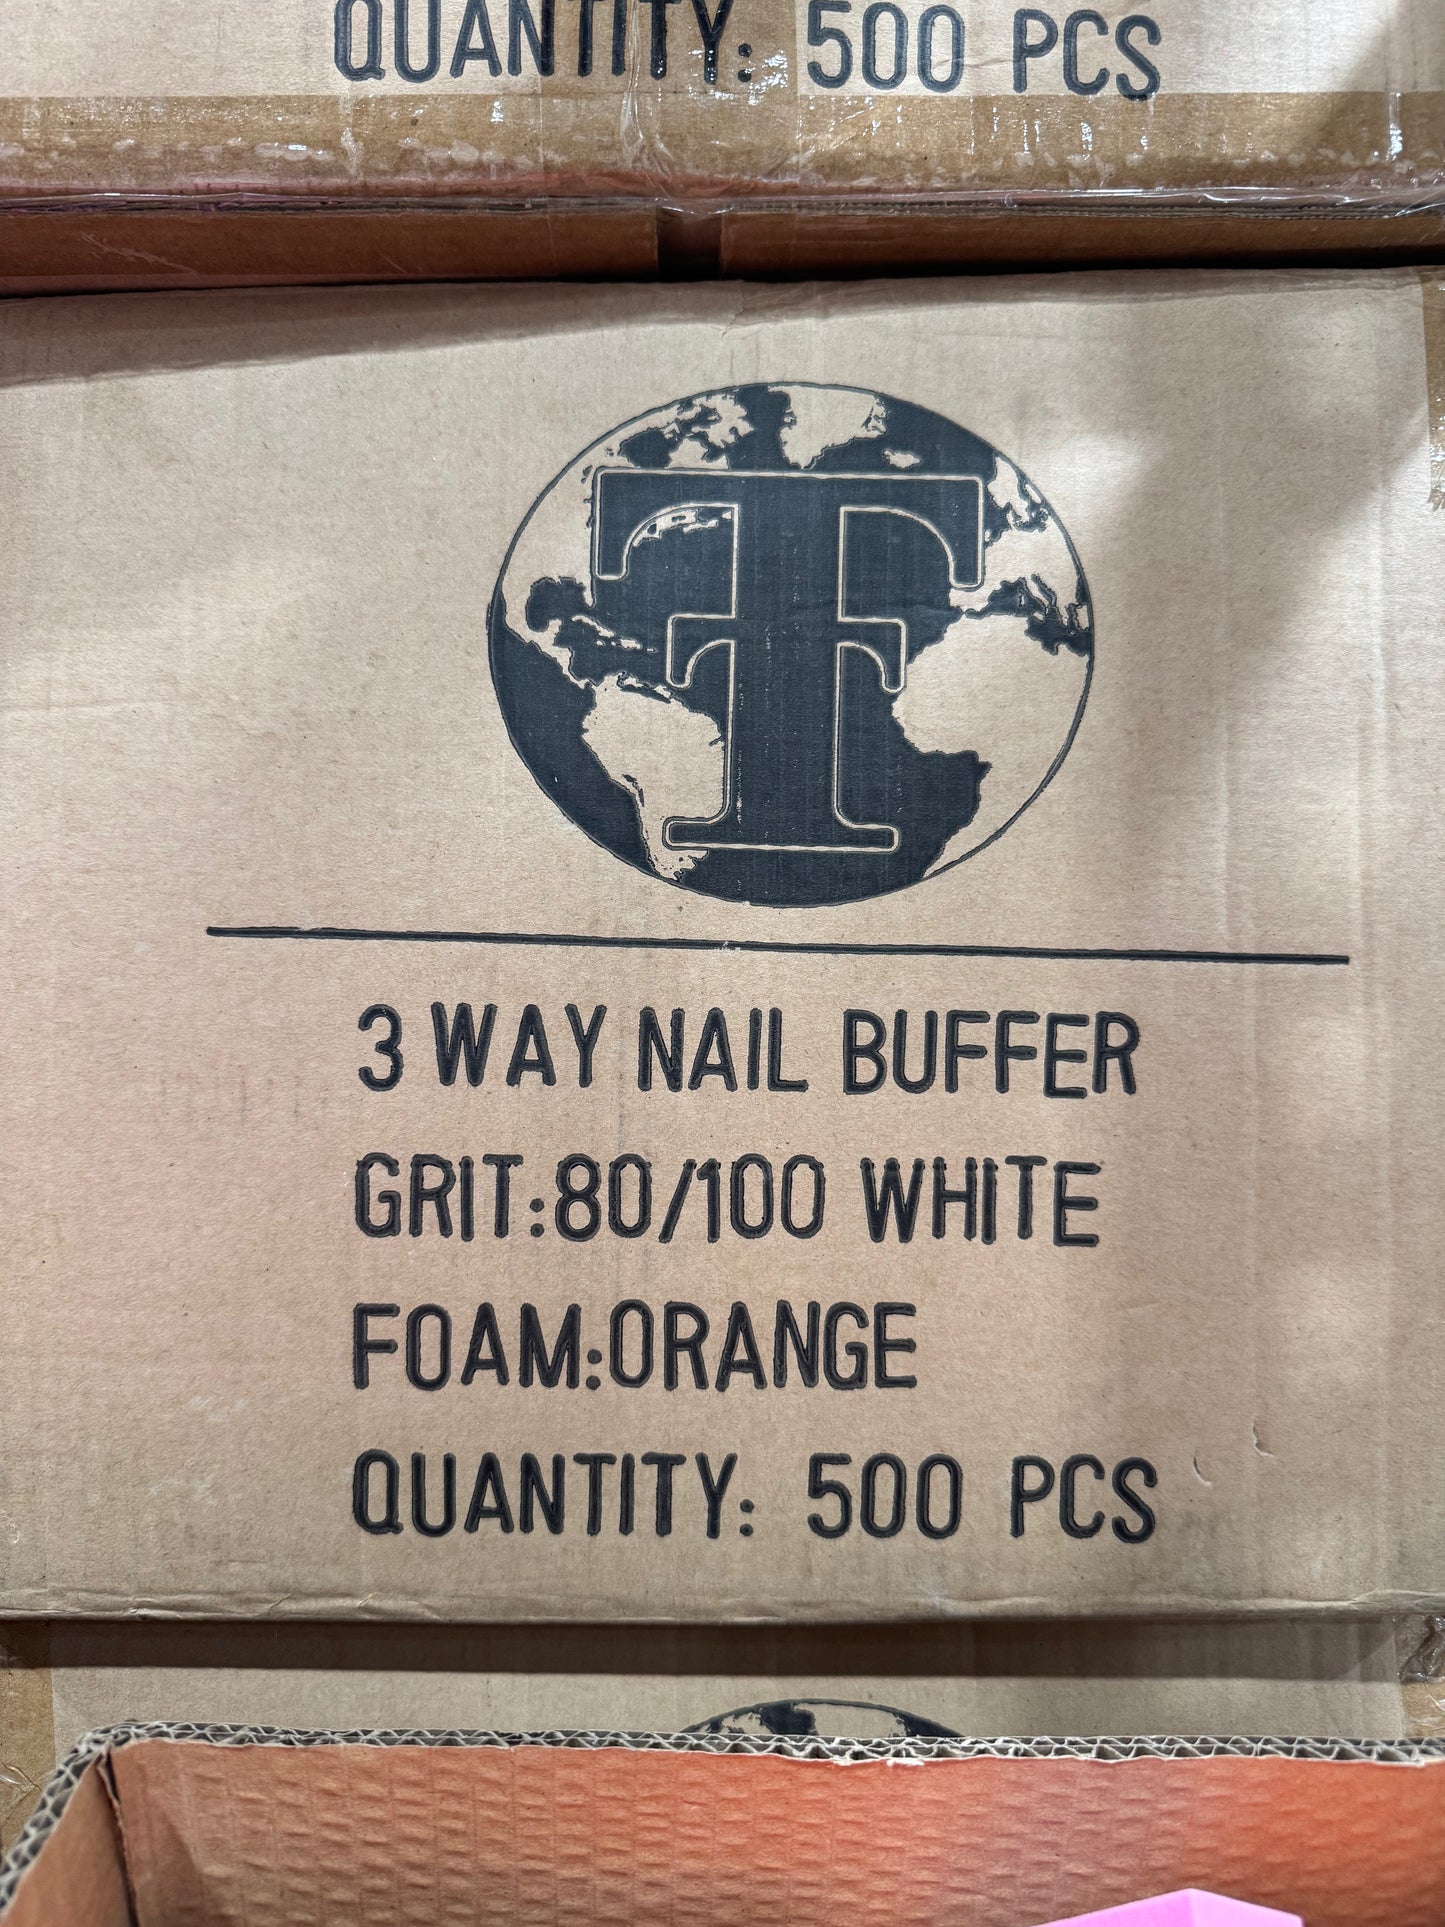 QUANTITY: 500 PCS
T
3 WAY NAIL BUFFER
GRIT:80/100 WHITE
FOAM:ORANGE
QUANTITY: 500 PCS